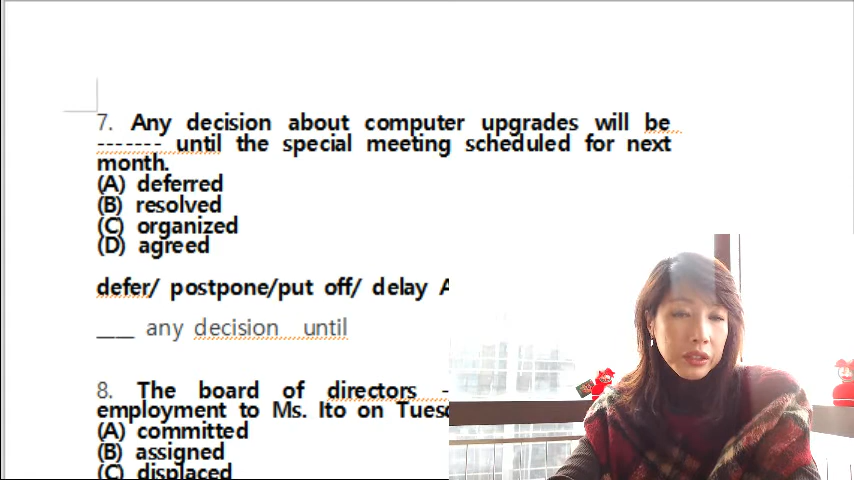 7. Any decision about computer upgrades will be
------- until the special meeting scheduled for next
month.
(A) deferred
(B) resolved
(C) organized
(D) agreed
defer/ postpone/put off/ delay A
____ any decision until
8. The board of directors -
employment to Ms. Ito on Tuesd
(A) committed
(B) assigned
(C) displaced